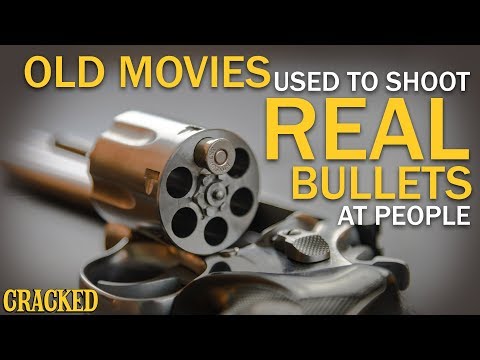 OLD MOVIES USED TO SHOOT
REAL
BULLETS
AT PEOPLE
CRACKED